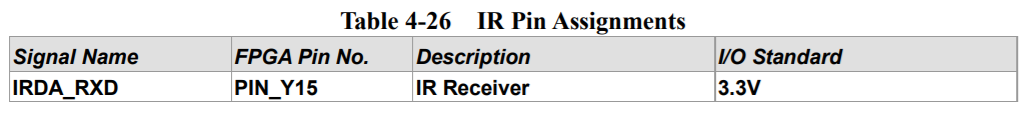 Table 4-26 IR Pin Assignments
Signal Name FPGA Pin No. Description I/O Standard
IRDA_RXD PIN_Y15 IR Receiver 3.3V